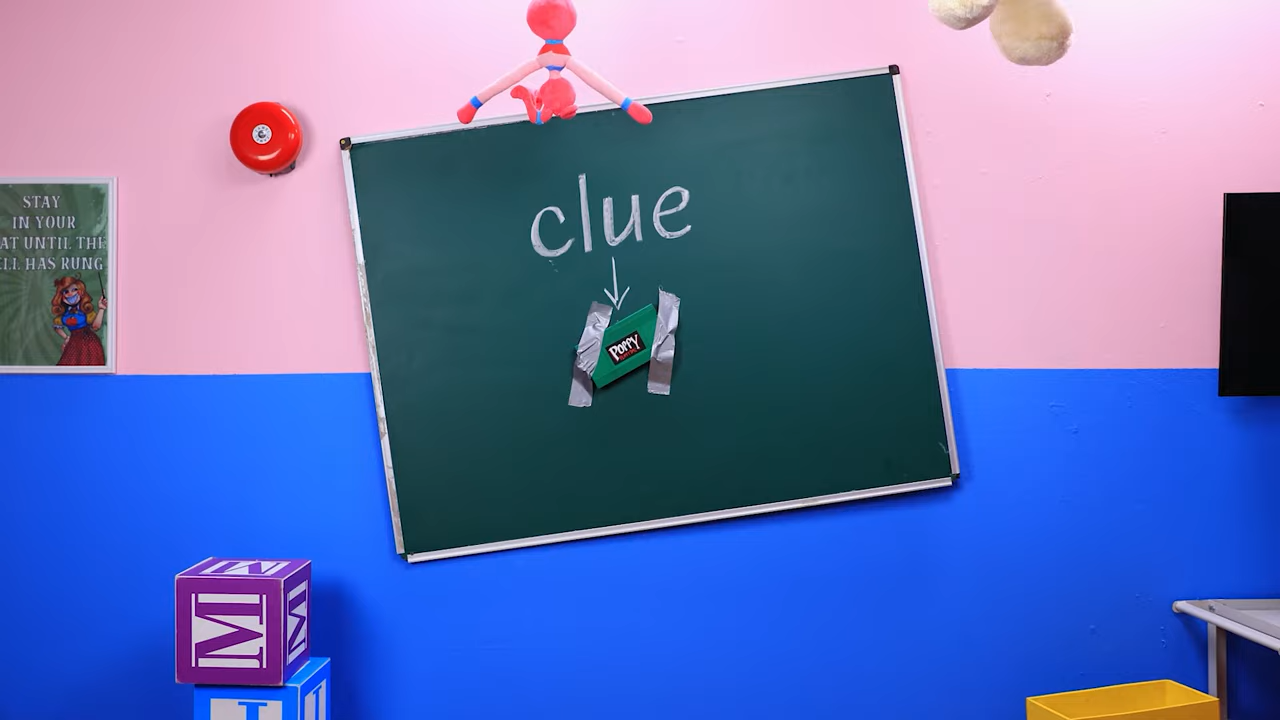 STAY
IN YOUR
AT UNTIL THE
LL HAS RUNG
clue
POPPY
M
M
M